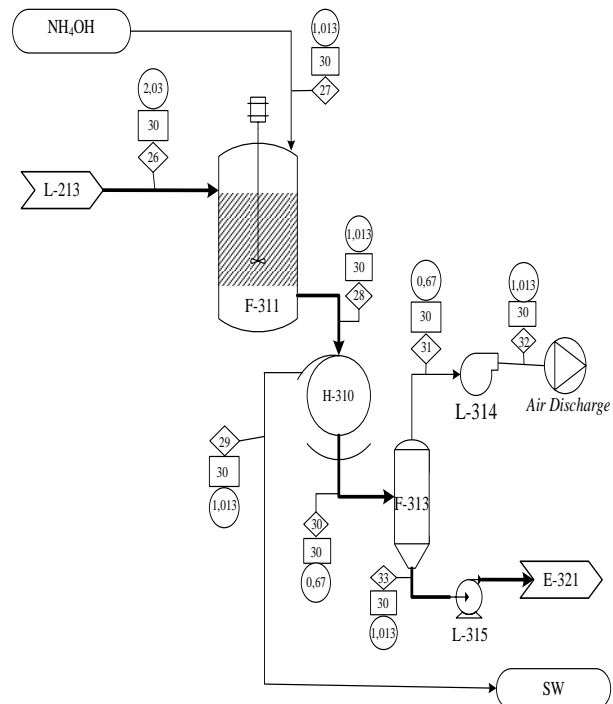 NH₄OH
1,013
30
27
2,03
30
26
L-213
F-311
1,013
30
28
0,67
30
31
1,013
30
32
H-310
L-314
Air Discharge
29
30
1,013
F-313
30
30
0,67
33
30
1,013
E-321
L-315
SW